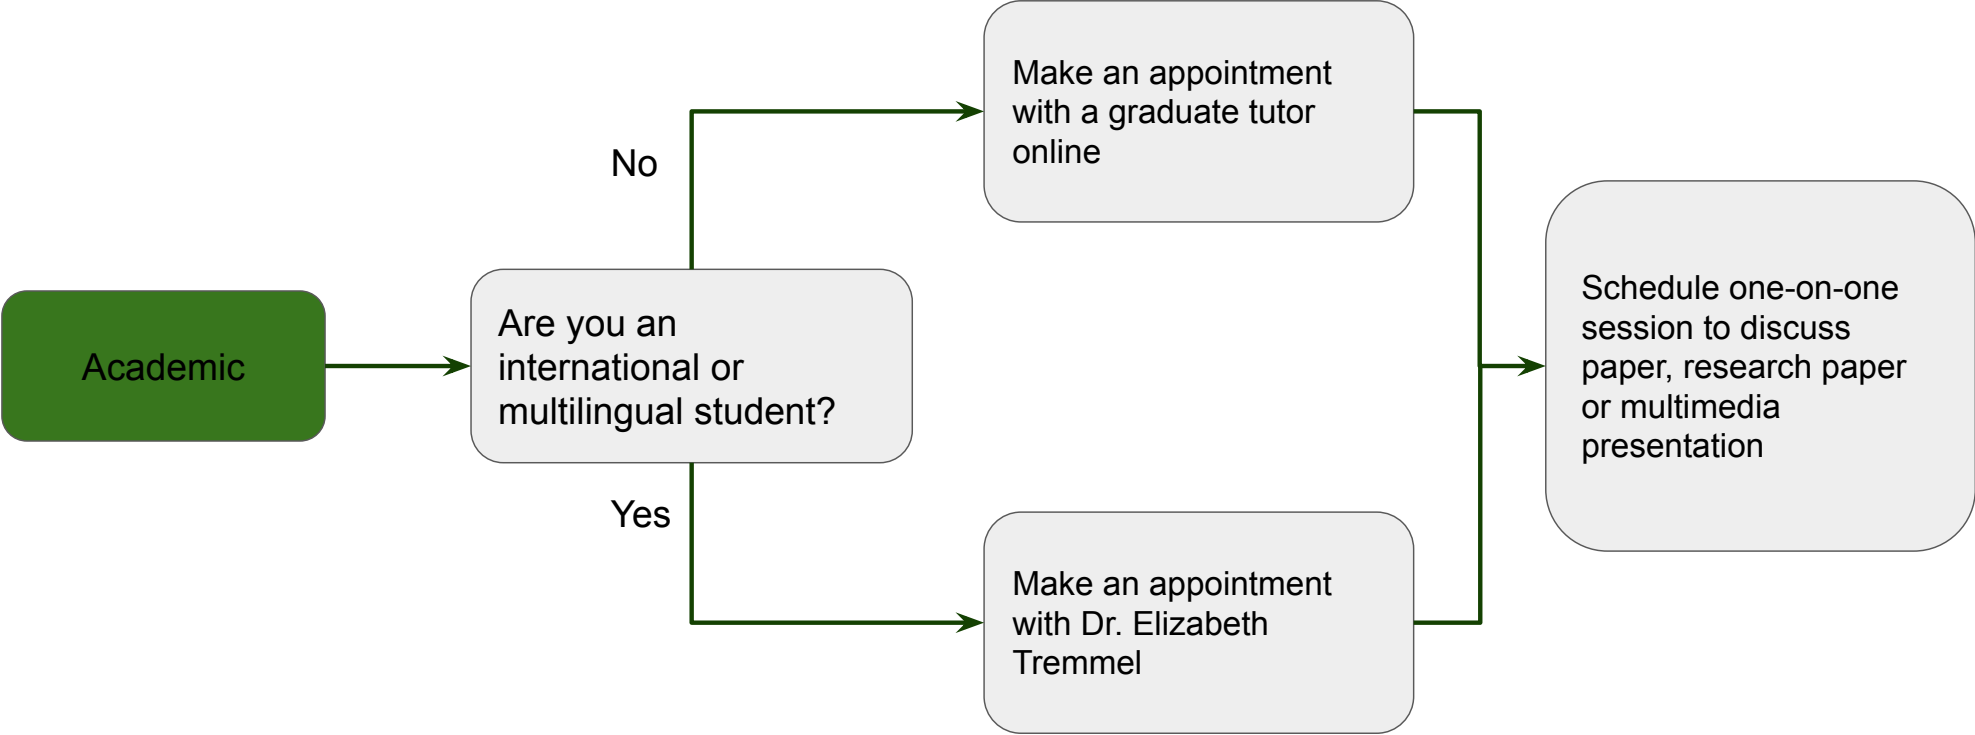 Academic
Are you an
international or
multilingual student?
No
Yes
Make an appointment
with a graduate tutor
online
Make an appointment
with Dr. Elizabeth
Tremmel
Schedule one-on-one
session to discuss
paper, research paper
or multimedia
presentation